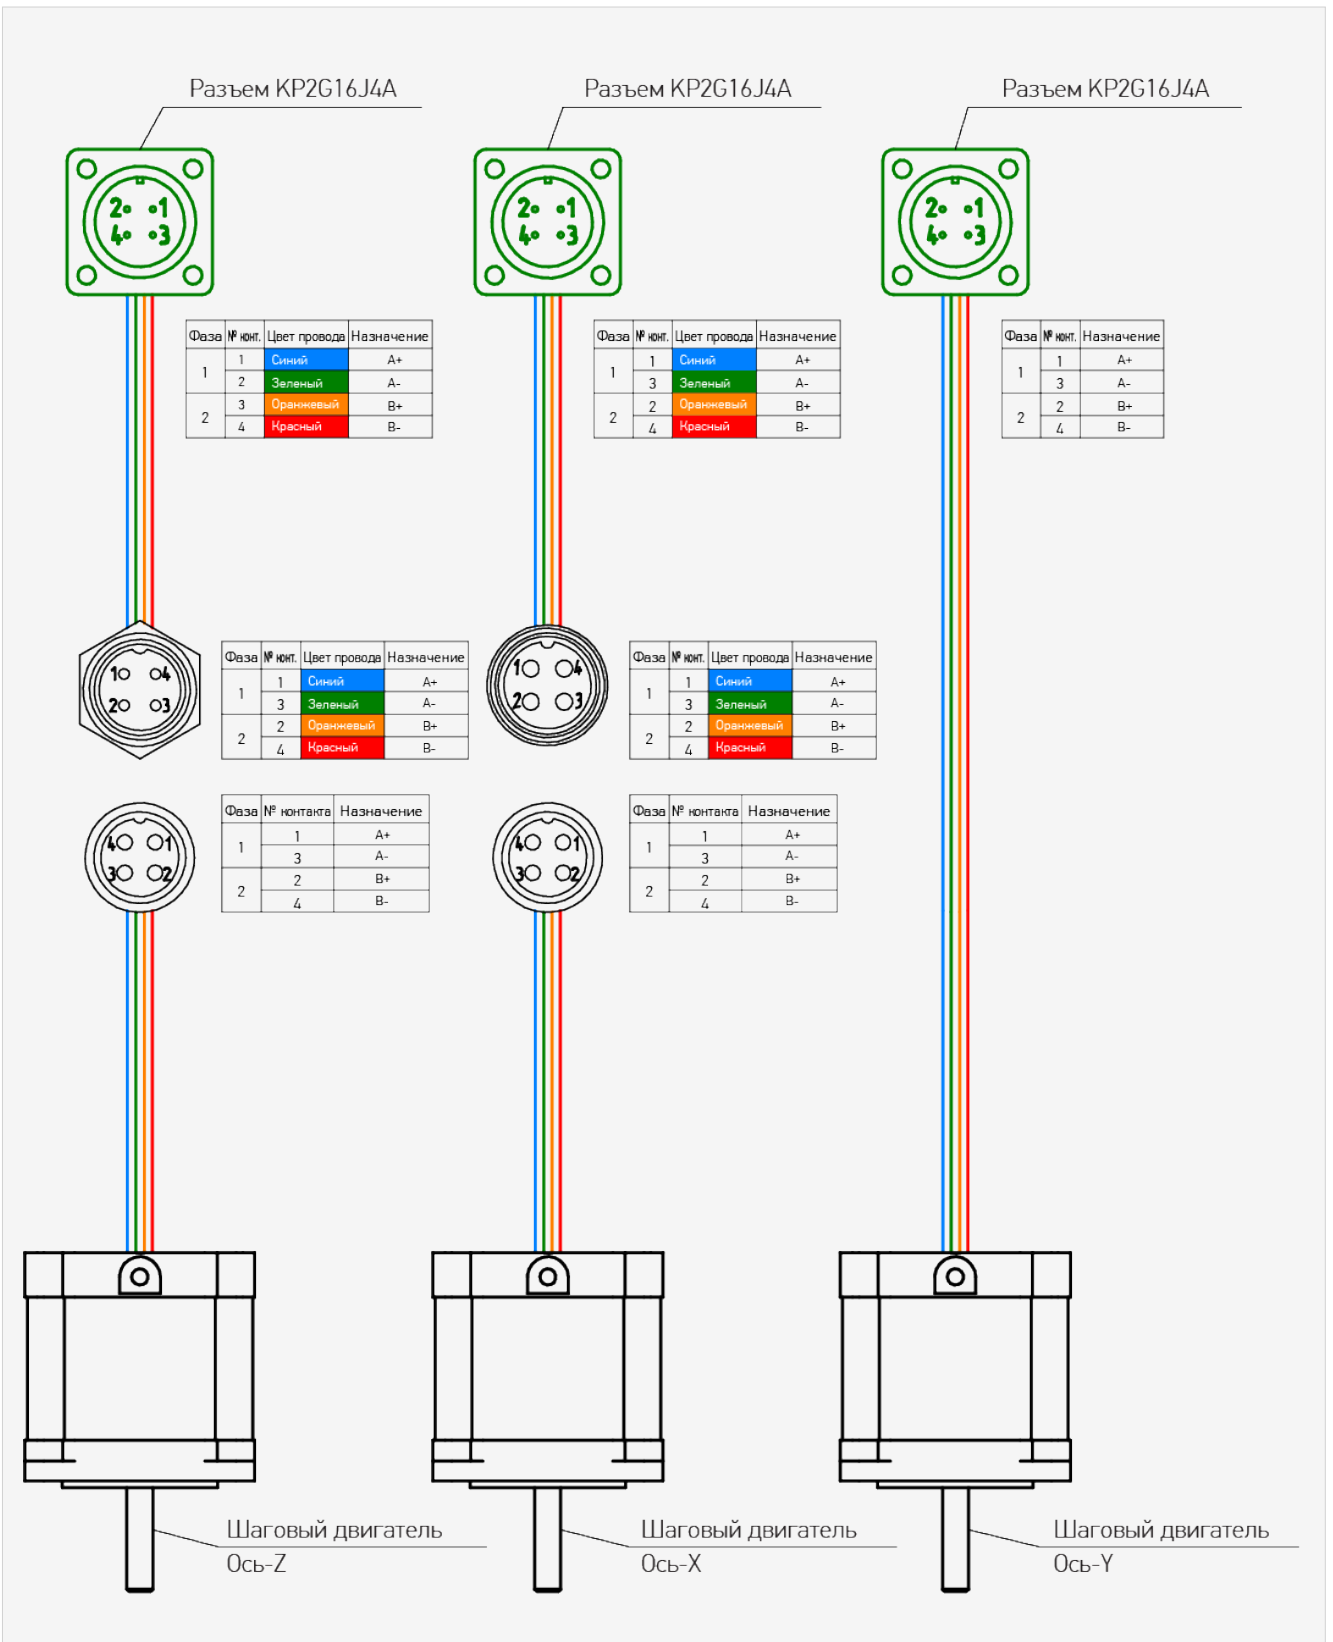 Разъем KP2G16J4A
Разъем KP2G16J4A
Разъем KP2G16J4A
2 1
4 3
2 1
4 3
2 1
4 3
Фаза № конт. Цвет провода Назначение
1 1 Синий A+
2 Зеленый A-
2 3 Оранжевый B+
4 Красный B-
Фаза № конт. Цвет провода Назначение
1 1 Синий A+
3 Зеленый A-
2 2 Оранжевый B+
4 Красный B-
Фаза № конт. Назначение
1 1 A+
3 A-
2 2 B+
4 B-
1 4
2 3
Фаза № конт. Цвет провода Назначение
1 1 Синий A+
3 Зеленый A-
2 2 Оранжевый B+
4 Красный B-
1 4
2 3
Фаза № конт. Цвет провода Назначение
1 1 Синий A+
3 Зеленый A-
2 2 Оранжевый B+
4 Красный B-
4 1
3 2
Фаза № контакта Назначение
1 1 A+
3 A-
2 2 B+
4 B-
4 1
3 2
Фаза № контакта Назначение
1 1 A+
3 A-
2 2 B+
4 B-
Шаговый двигатель
Ось-Z
Шаговый двигатель
Ось-X
Шаговый двигатель
Ось-Y